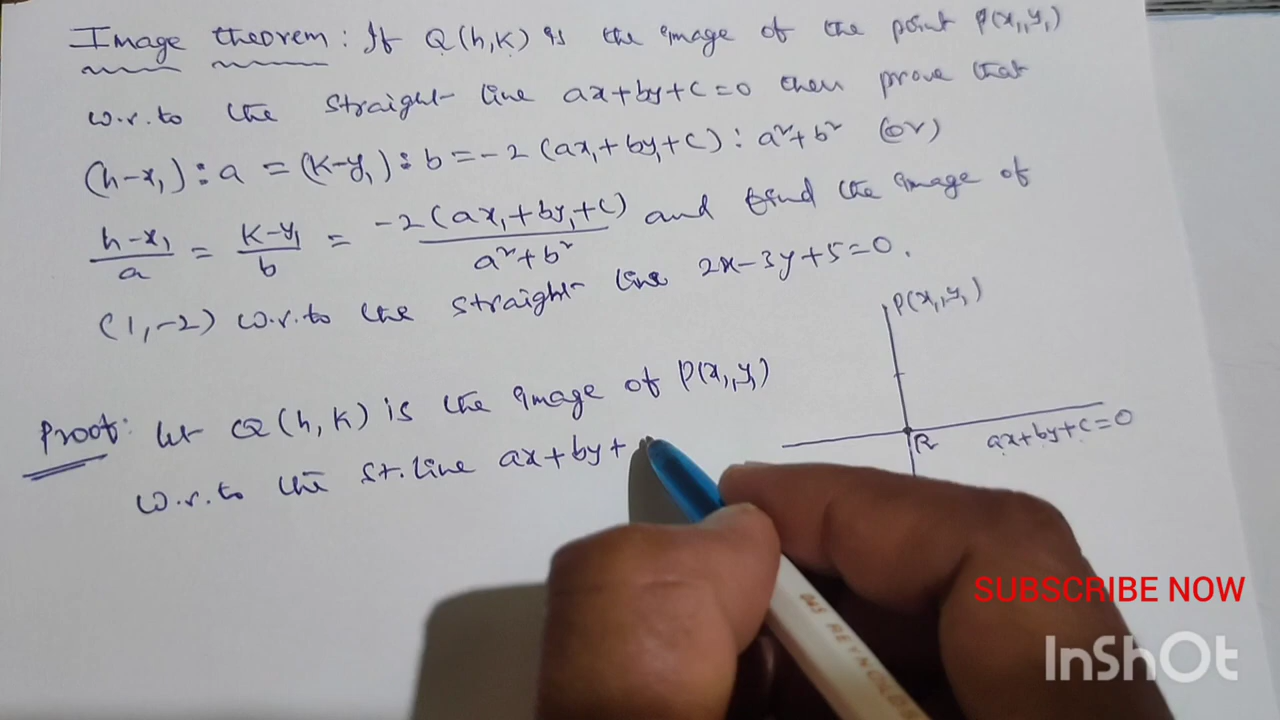 Image theorem: If Q(h,K) is the image of the point P(x₁,y₁)
w.r.to the straight line ax+by+c=0 then prove that
(h-x₁):a = (K-y₁):b = -2(ax₁+by₁+c):a²+b² (or)
h-x₁/a = K-y₁/b = -2(ax₁+by₁+c)/a²+b² and find the image of
(1,-2) w.r.to the straight line 2x-3y+5=0.
P(x₁,y₁)
Proof: let Q(h,K) is the image of P(x₁,y₁)
w.r.to the st.line ax+by+
R
ax+by+c=0
045 REYNOLDS
SUBSCRIBE NOW
InShOt